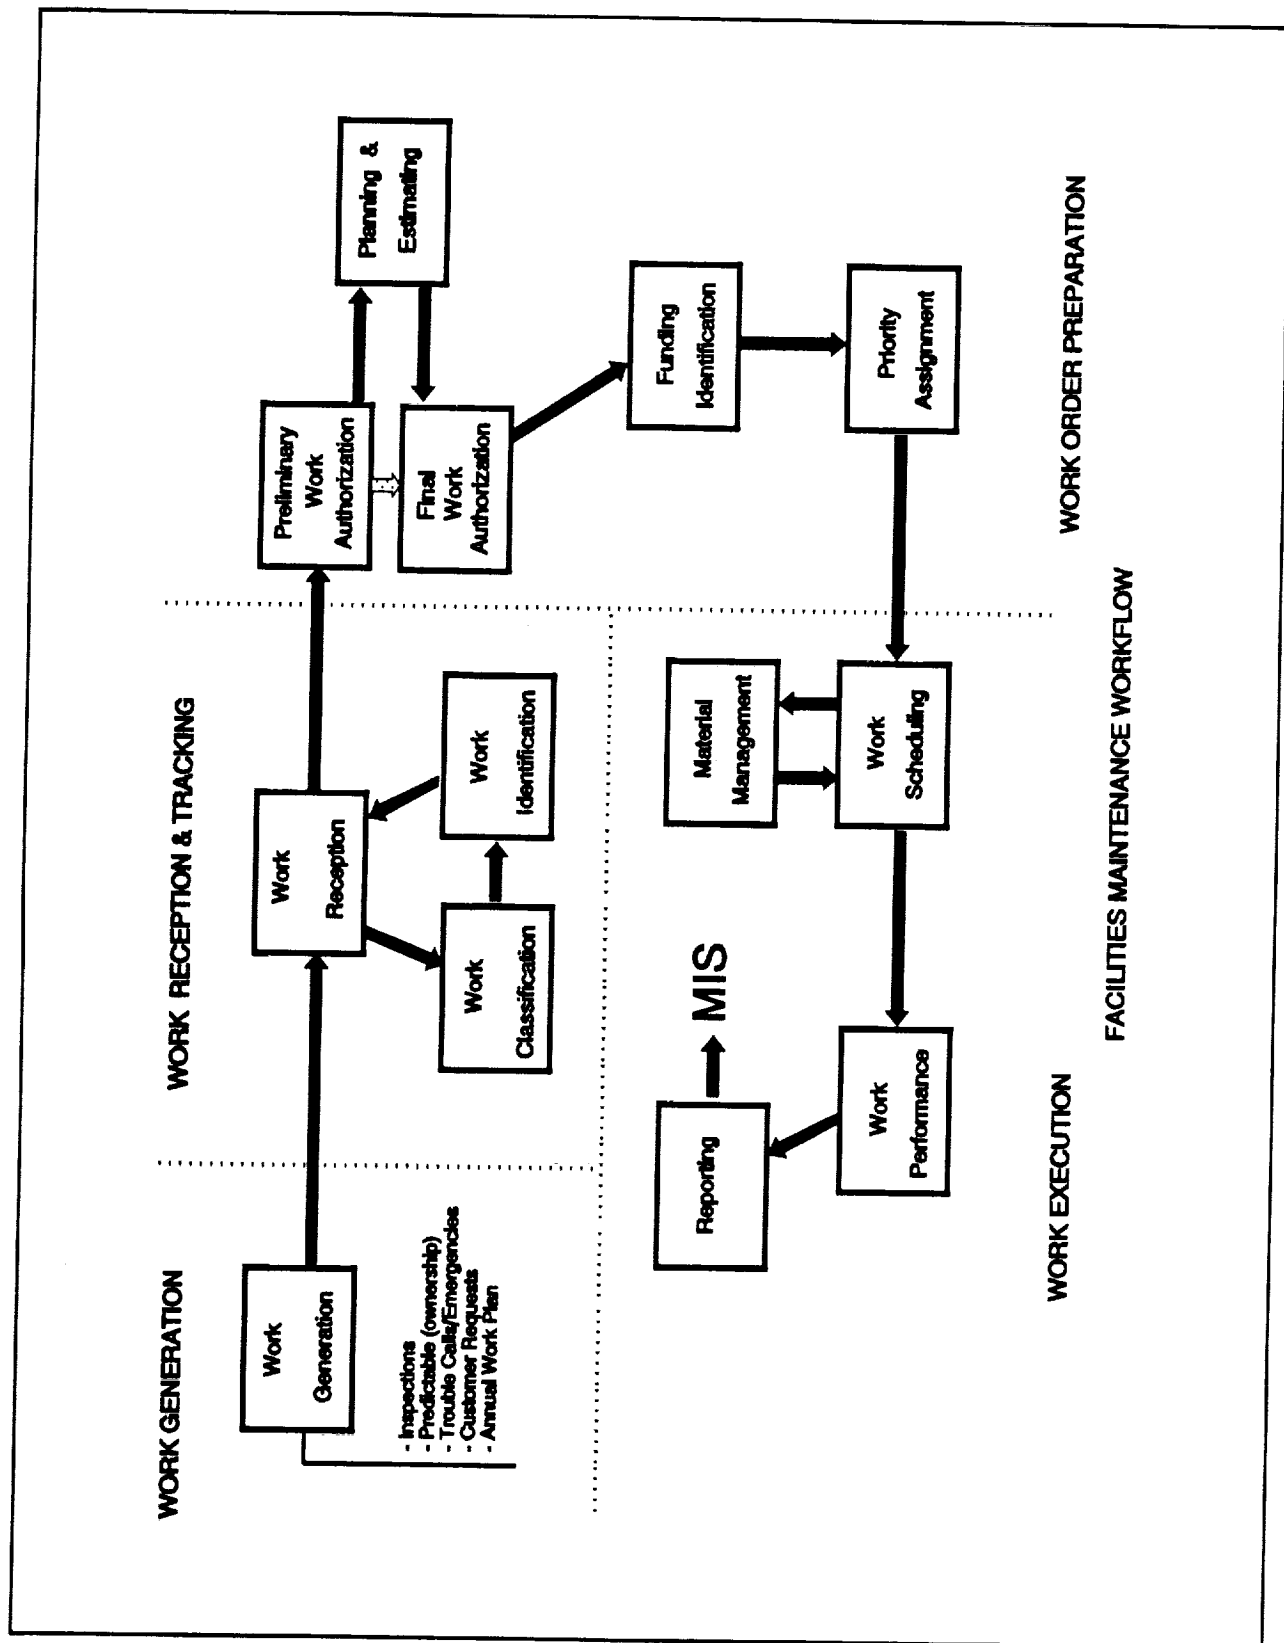 WORK GENERATION
WORK RECEPTION & TRACKING
Work
Generation
- Inspections
- Predictable (ownership)
- Trouble Calls/Emergencies
- Customer Requests
- Annual Work Plan
Work
Reception
Work
Classification
Work
Identification
Preliminary
Work
Authorization
Planning &
Estimating
Final
Work
Authorization
Funding
Identification
Priority
Assignment
WORK ORDER PREPARATION
Material
Management
Work
Scheduling
Work
Performance
Reporting
MIS
WORK EXECUTION
FACILITIES MAINTENANCE WORKFLOW